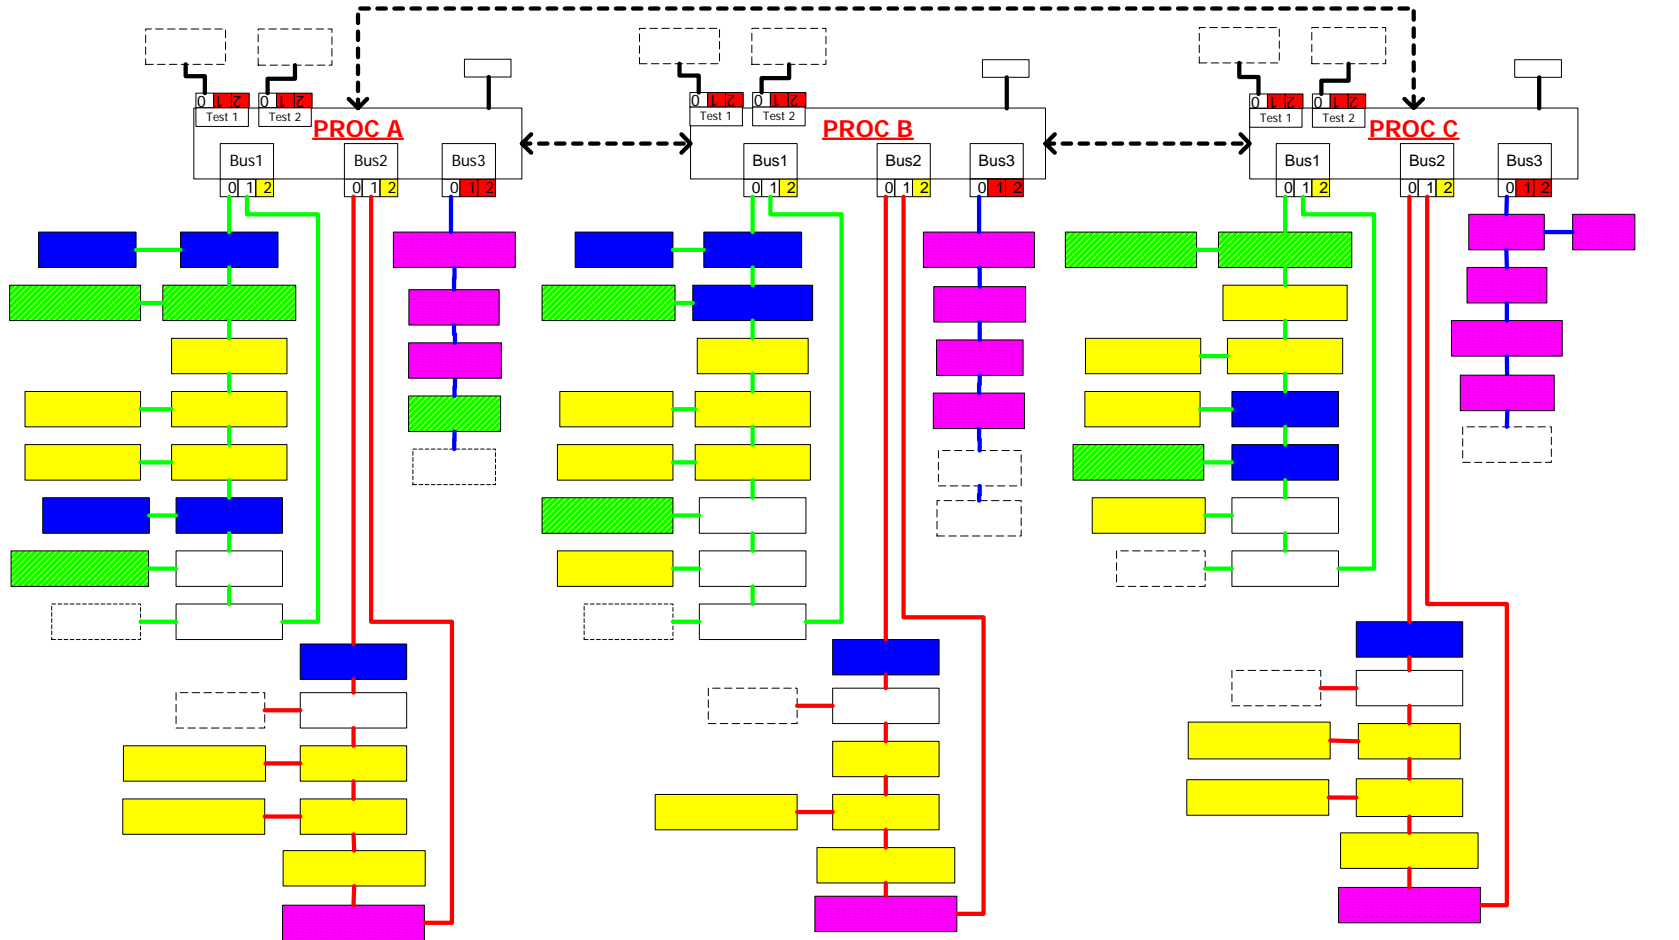 0 1 2 0 1 2 0 1 2 0 1 2 0 1 2 0 1 2
Test 1 Test 2 Test 1 Test 2 Test 1 Test 2
PROC A PROC B PROC C
Bus1 Bus2 Bus3 Bus1 Bus2 Bus3 Bus1 Bus2 Bus3
0 1 2 0 1 2 0 1 2 0 1 2 0 1 2 0 1 2 0 1 2 0 1 2 0 1 2